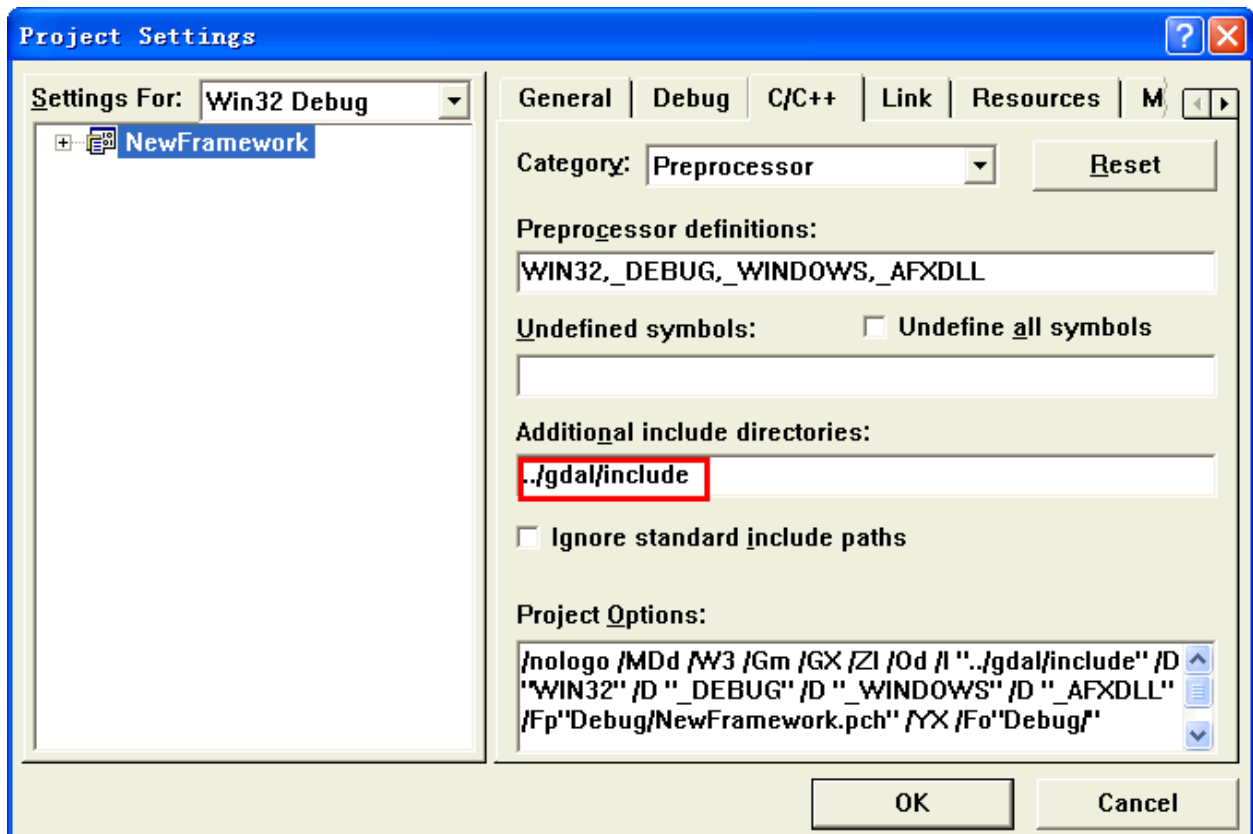 Project Settings
Settings For: Win32 Debug
NewFramework
General Debug C/C++ Link Resources M
Category: Preprocessor Reset
Preprocessor definitions:
WIN32,_DEBUG,_WINDOWS,_AFXDLL
Undefined symbols: Undefine all symbols
Additional include directories:
../gdal/include
Ignore standard include paths
Project Options:
/nologo /MDd /W3 /Gm /GX /ZI /Od /I "../gdal/include" /D
"WIN32" /D "_DEBUG" /D "_WINDOWS" /D "_AFXDLL"
/Fp"Debug/NewFramework.pch" /YX /Fo"Debug/"
OK Cancel